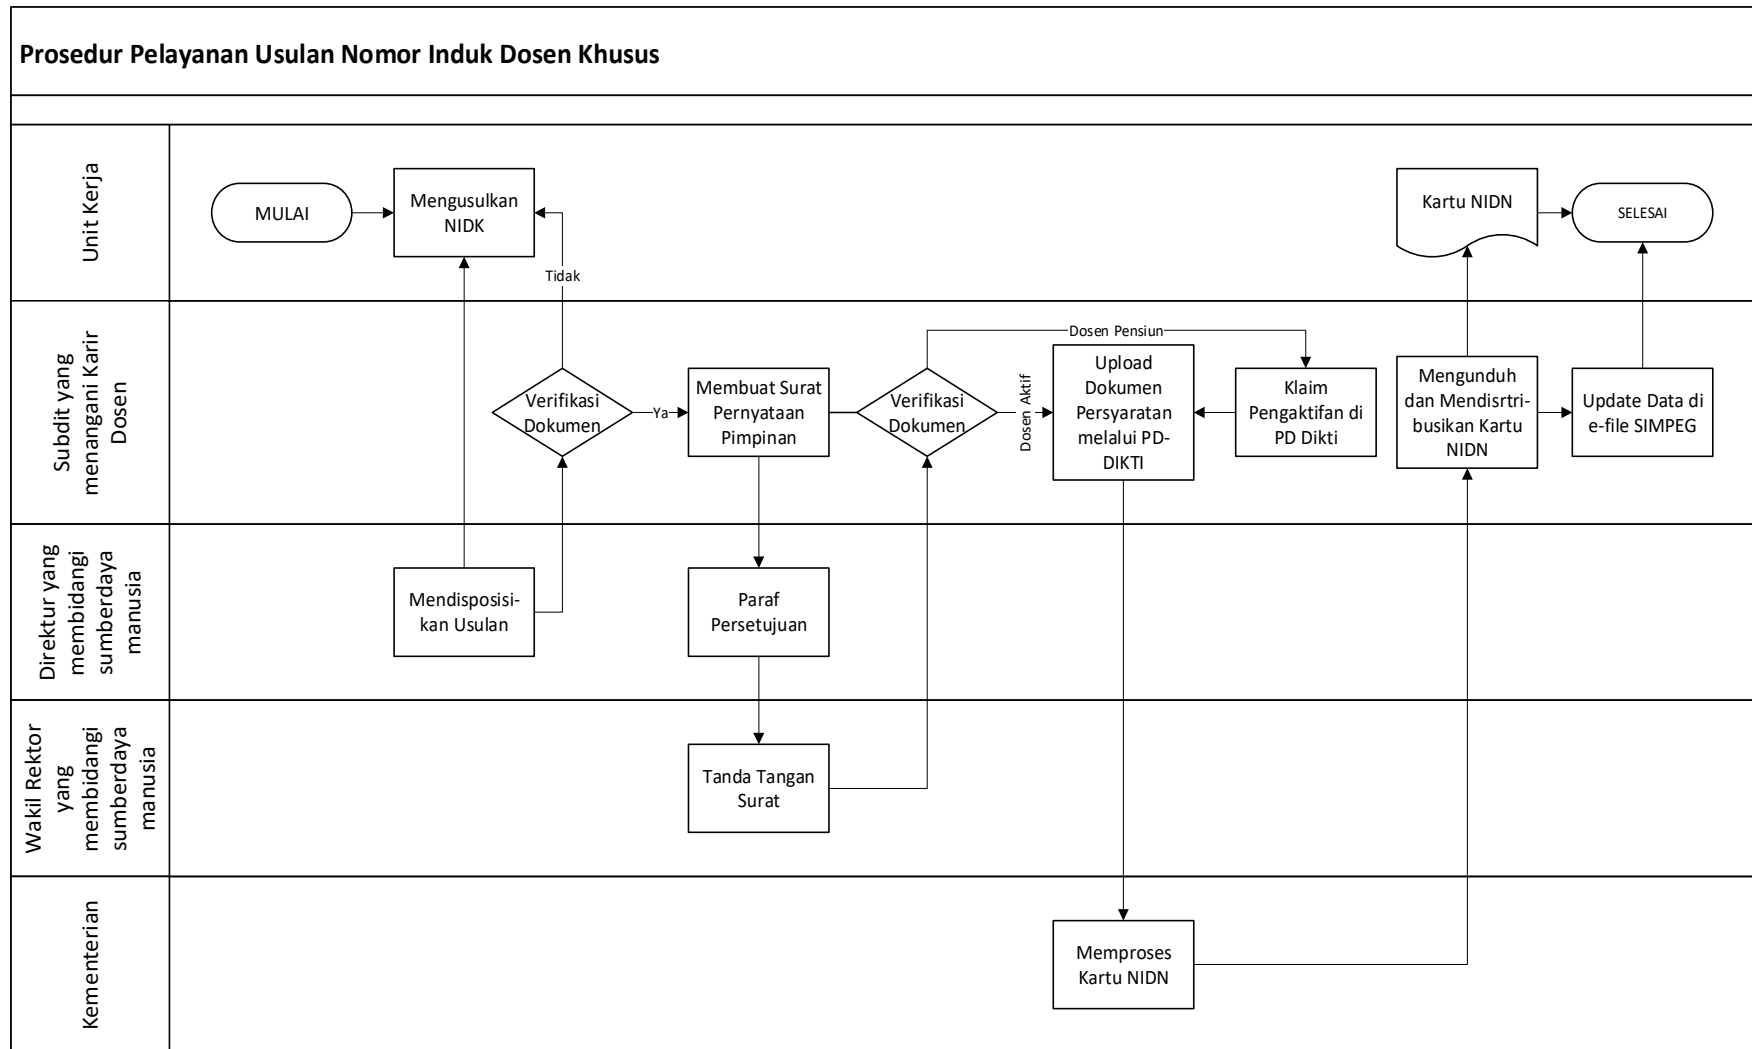 Prosedur Pelayanan Usulan Nomor Induk Dosen Khusus
Unit Kerja
MULAI
Mengusulkan
NIDK
Tidak
Kartu NIDN
SELESAI
Subdit yang
menangani Karir
Dosen
Verifikasi
Dokumen
Ya
Membuat Surat
Pernyataan
Pimpinan
Verifikasi
Dokumen
Dosen Pensiun
Dosen Aktif
Upload
Dokumen
Persyaratan
melalui PD-
DIKTI
Klaim
Pengaktifan di
PD Dikti
Mengunduh
dan Mendisrtri-
busikan Kartu
NIDN
Update Data di
e-file SIMPEG
Direktur yang
membidangi
sumberdaya
manusia
Mendisposisi-
kan Usulan
Paraf
Persetujuan
Wakil Rektor
yang
membidangi
sumberdaya
manusia
Tanda Tangan
Surat
Kementerian
Memproses
Kartu NIDN